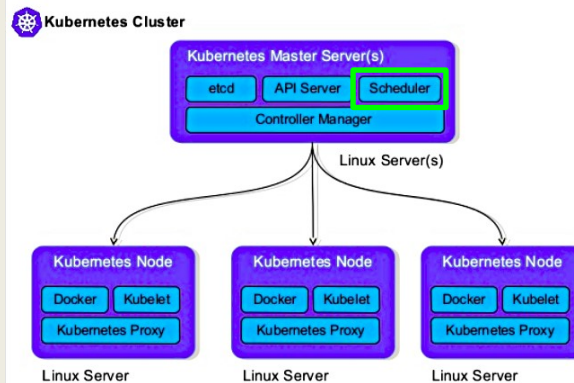 Kubernetes Cluster
Kubernetes Master Server(s)
etcd API Server Scheduler
Controller Manager
Linux Server(s)
Kubernetes Node Kubernetes Node Kubernetes Node
Docker Kubelet Docker Kubelet Docker Kubelet
Kubernetes Proxy Kubernetes Proxy Kubernetes Proxy
Linux Server Linux Server Linux Server